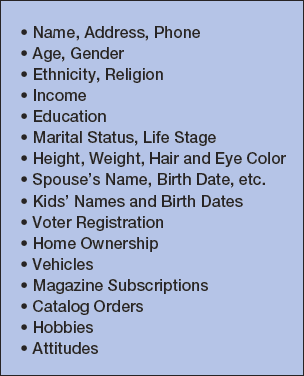 • Name, Address, Phone
• Age, Gender
• Ethnicity, Religion
• Income
• Education
• Marital Status, Life Stage
• Height, Weight, Hair and Eye Color
• Spouse’s Name, Birth Date, etc.
• Kids’ Names and Birth Dates
• Voter Registration
• Home Ownership
• Vehicles
• Magazine Subscriptions
• Catalog Orders
• Hobbies
• Attitudes